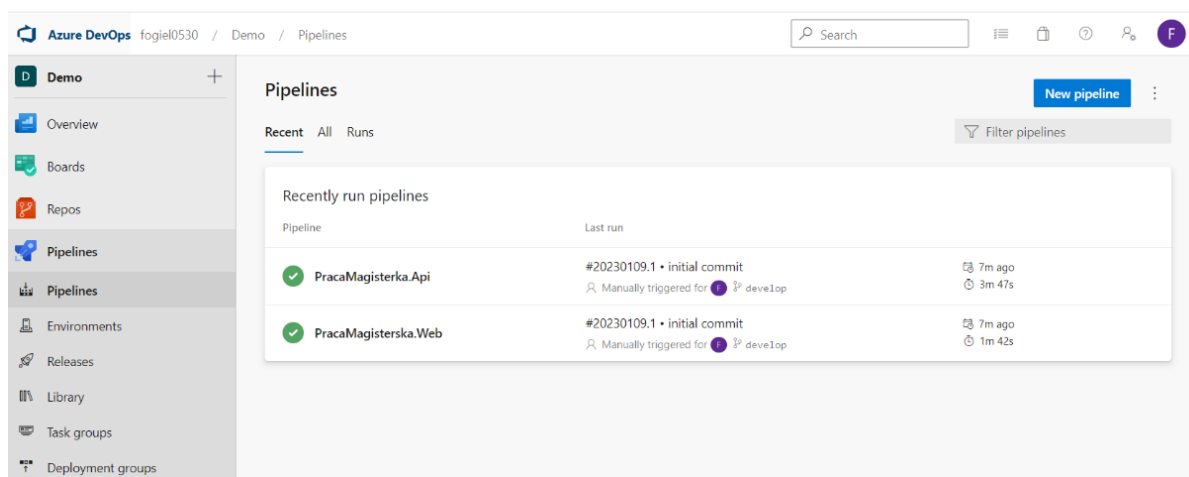 Azure DevOps fogiel0530 / Demo / Pipelines
Search
F
D Demo
Overview
Boards
Repos
Pipelines
Pipelines
Environments
Releases
Library
Task groups
Deployment groups
Pipelines
New pipeline
Recent All Runs
Filter pipelines
Recently run pipelines
Pipeline Last run
PracaMagisterka.Api
#20230109.1 • initial commit
Manually triggered for F develop
7m ago
3m 47s
PracaMagisterska.Web
#20230109.1 • initial commit
Manually triggered for F develop
7m ago
1m 42s